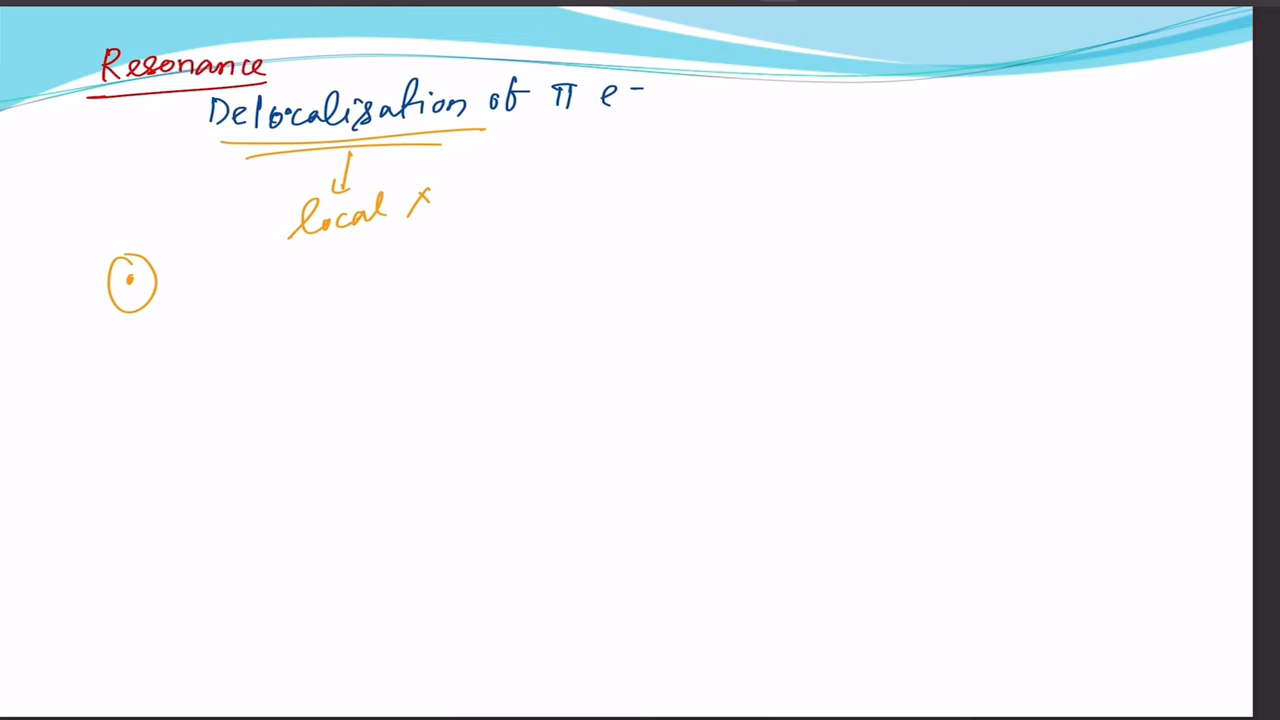 Resonance
Delocalisation of π e-
local ×